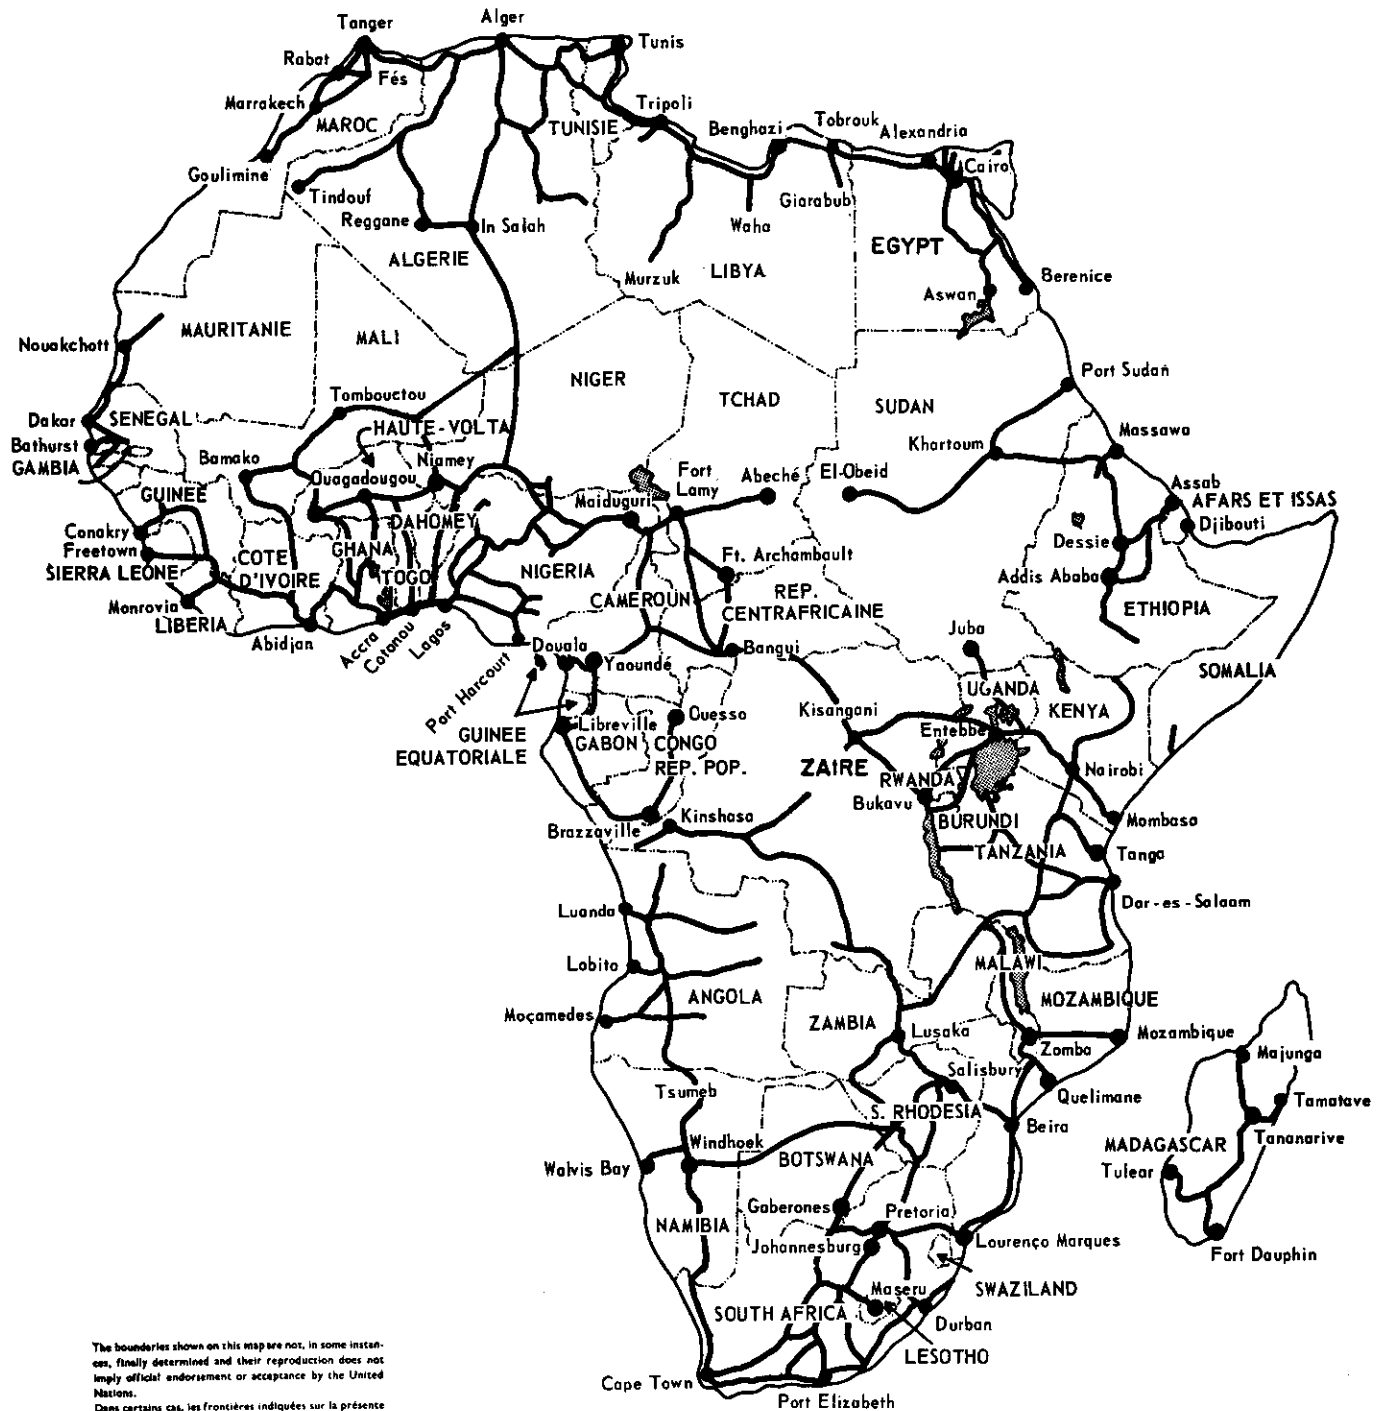 Tanger
Alger
Tunis
Rabat
Fés
Marrakech
MAROC
TUNISIE
Tripoli
Benghazi
Tobrouk
Alexandria
Cairo
Goulimine
Tindouf
Reggane
In Salah
Waha
Giarabub
ALGERIE
Murzuk
LIBYA
EGYPT
Aswan
Berenice
Nouakchott
MAURITANIE
MALI
NIGER
TCHAD
SUDAN
Port Sudan
Tombouctou
Dakar
SENEGAL
HAUTE-VOLTA
Khartoum
Massawa
Bathurst
GAMBIA
Bamako
Niamey
Ouagadougou
Fort
Lamy
Abeché
El-Obeid
Assab
AFARS ET ISSAS
Djibouti
GUINEE
Maiduguri
DAHOMEY
Conakry
Freetown
SIERRA LEONE
COTE
D'IVOIRE
GHANA
TOGO
NIGERIA
Ft. Archambault
Dessie
Addis Ababa
ETHIOPIA
Monrovia
LIBERIA
CAMEROUN
REP.
CENTRAFRICAINE
Abidjan
Accra
Cotonou
Lagos
Port Harcourt
Douala
Yaoundé
Bangui
Juba
SOMALIA
UGANDA
KENYA
GUINEE
EQUATORIALE
Libreville
GABON
Ouesso
CONGO
REP. POP.
Kisangani
Entebbe
ZAIRE
RWANDA
Nairobi
Bukavu
BURUNDI
Mombasa
Brazzaville
Kinshasa
TANZANIA
Tanga
Dar-es-Salaam
Luanda
Lobito
ANGOLA
MALAWI
MOZAMBIQUE
Moçamedes
ZAMBIA
Lusaka
Zomba
Mozambique
Majunga
Tsumeb
Salisbury
Quelimane
Tamatave
S. RHODESIA
Beira
Tananarive
MADAGASCAR
Tulear
Windhoek
Walvis Bay
BOTSWANA
Gaberones
Pretoria
NAMIBIA
Johannesburg
Lourenço Marques
Fort Dauphin
SWAZILAND
Maseru
SOUTH AFRICA
Durban
LESOTHO
Cape Town
Port Elizabeth
The bounderies shown on this map are not, in some instan-
ces, finally determined and their reproduction does not
imply official endorsement or acceptance by the United
Nations.
Dans certains cas, les frontières indiquées sur la présente